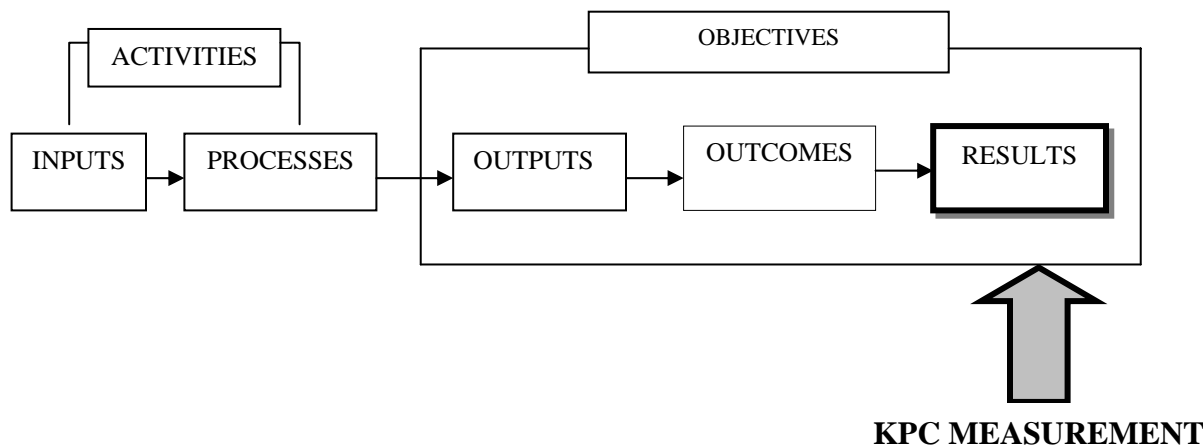 OBJECTIVES
ACTIVITIES
INPUTS
PROCESSES
OUTPUTS
OUTCOMES
RESULTS
KPC MEASUREMENT